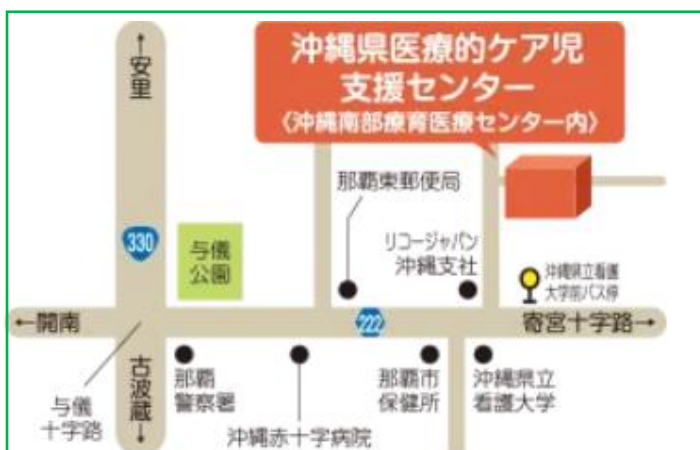 沖縄県医療的ケア児
支援センター
〈沖縄南部療育医療センター内〉
↑安里
那覇東郵便局
330
与儀
公園
リコージャパン
沖縄支社
沖縄県立看護
大学前バス停
←開南
222
寄宮十字路→
古波蔵↓
与儀
十字路
那覇
警察署
沖縄赤十字病院
那覇市
保健所
沖縄県立
看護大学